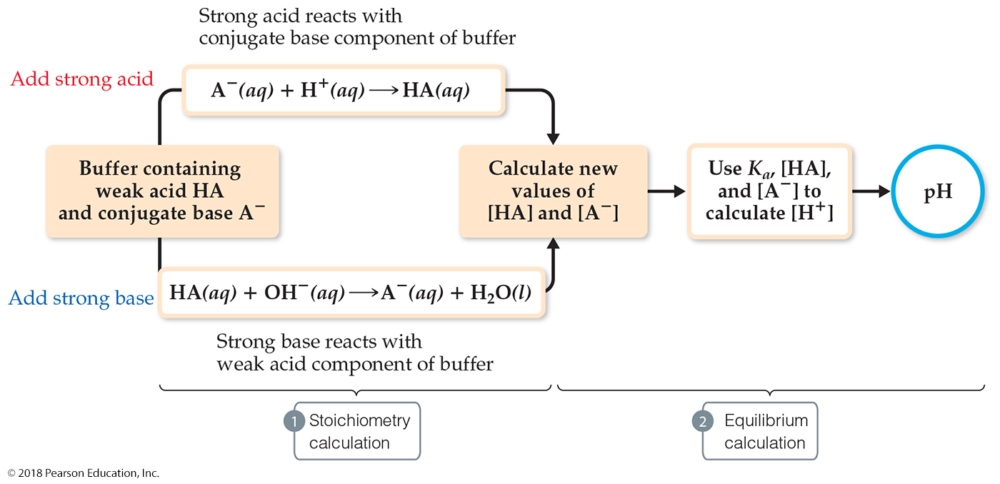 Strong acid reacts with
conjugate base component of buffer
Add strong acid
A⁻(aq) + H⁺(aq) ⟶ HA(aq)
Buffer containing
weak acid HA
and conjugate base A⁻
Calculate new
values of
[HA] and [A⁻]
Use Kₐ, [HA],
and [A⁻] to
calculate [H⁺]
pH
Add strong base
HA(aq) + OH⁻(aq) ⟶ A⁻(aq) + H₂O(l)
Strong base reacts with
weak acid component of buffer
1 Stoichiometry
calculation
2 Equilibrium
calculation
© 2018 Pearson Education, Inc.